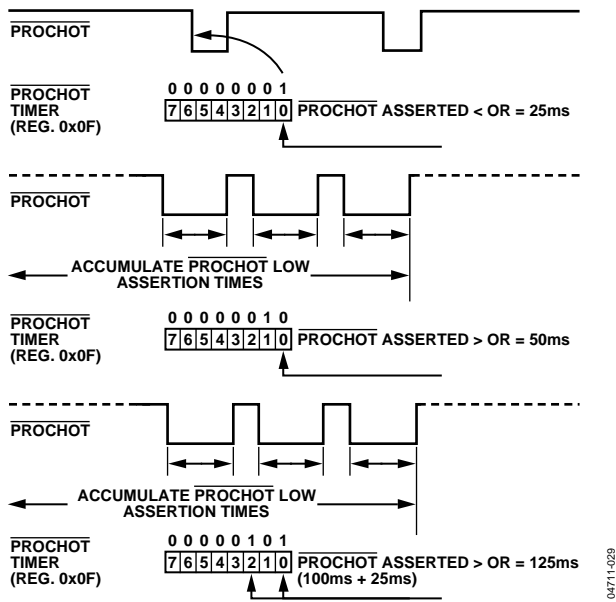 PROCHOT
PROCHOT
TIMER
(REG. 0x0F)
0 0 0 0 0 0 0 1
7 6 5 4 3 2 1 0
PROCHOT ASSERTED < OR = 25ms
PROCHOT
ACCUMULATE PROCHOT LOW
ASSERTION TIMES
PROCHOT
TIMER
(REG. 0x0F)
0 0 0 0 0 0 1 0
7 6 5 4 3 2 1 0
PROCHOT ASSERTED > OR = 50ms
PROCHOT
ACCUMULATE PROCHOT LOW
ASSERTION TIMES
PROCHOT
TIMER
(REG. 0x0F)
0 0 0 0 0 1 0 1
7 6 5 4 3 2 1 0
PROCHOT ASSERTED > OR = 125ms
(100ms + 25ms)
04711-029